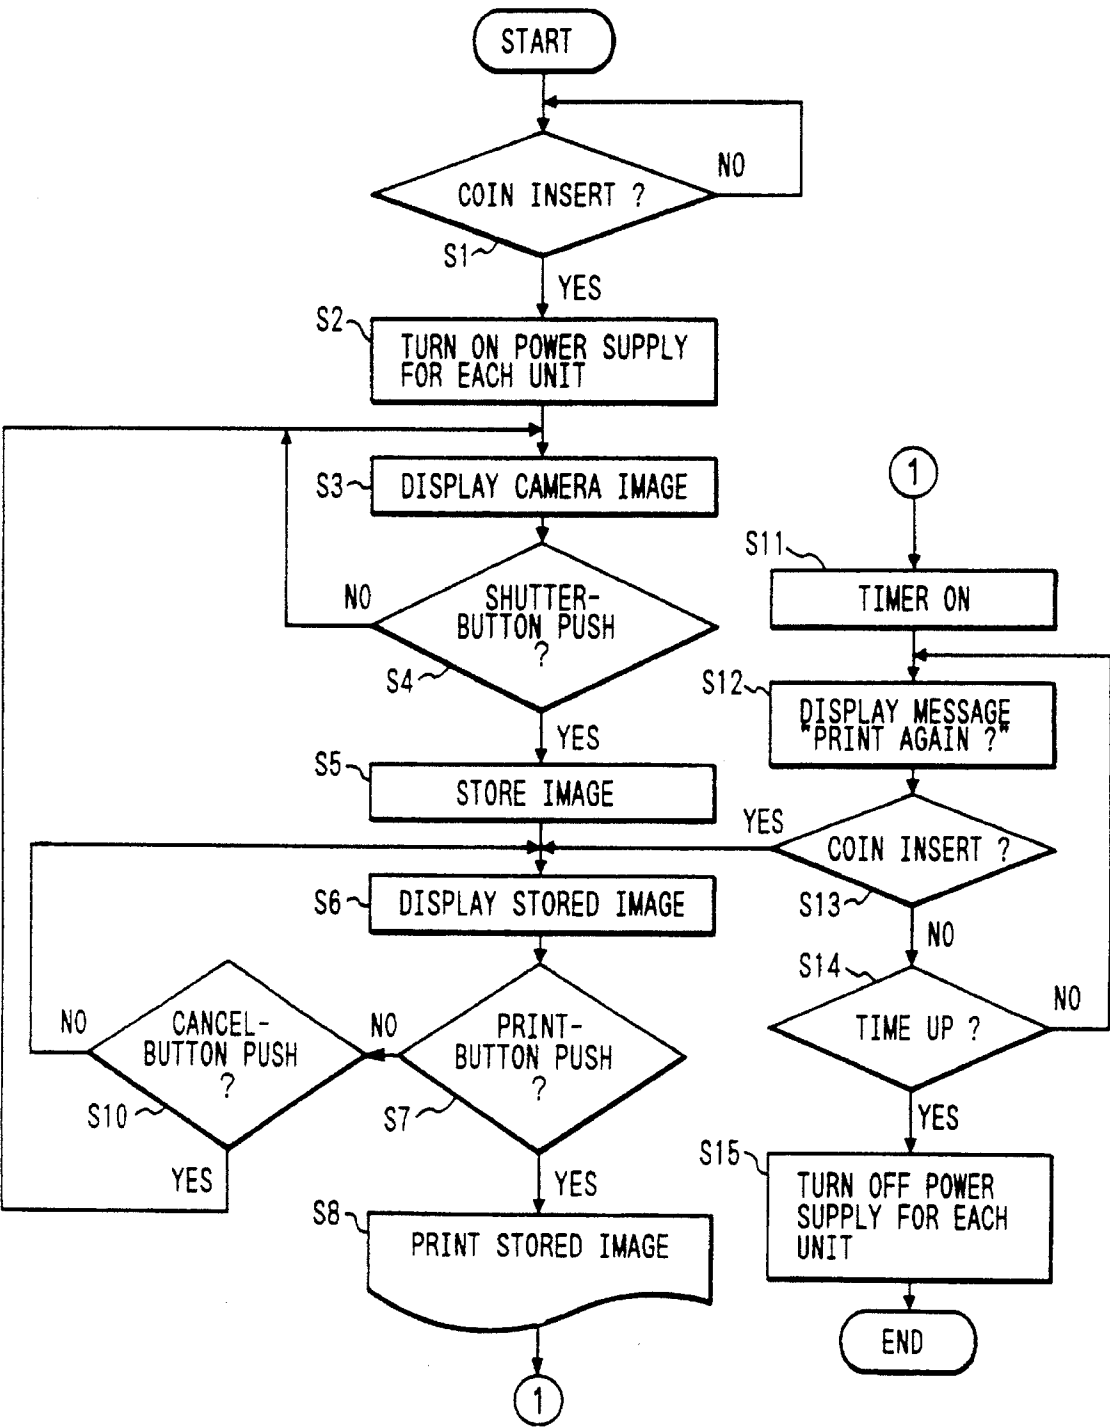 START
COIN INSERT ?
NO
S1
YES
S2
TURN ON POWER SUPPLY
FOR EACH UNIT
S3
DISPLAY CAMERA IMAGE
NO
SHUTTER-
BUTTON PUSH
?
S4
YES
S5
STORE IMAGE
S6
DISPLAY STORED IMAGE
NO
CANCEL-
BUTTON PUSH
?
S10
YES
NO
PRINT-
BUTTON PUSH
?
S7
YES
S8
PRINT STORED IMAGE
1
1
S11
TIMER ON
S12
DISPLAY MESSAGE
"PRINT AGAIN ?"
YES
COIN INSERT ?
S13
NO
S14
TIME UP ?
NO
YES
S15
TURN OFF POWER
SUPPLY FOR EACH
UNIT
END